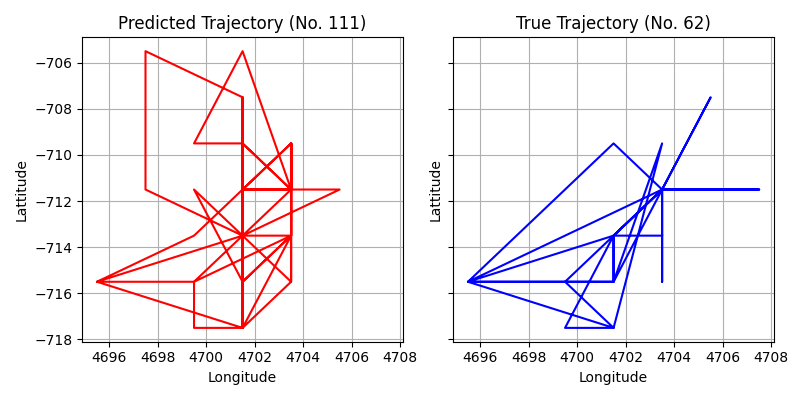 Predicted Trajectory (No. 111)
True Trajectory (No. 62)
Lattitude
−706
−708
−710
−712
−714
−716
−718
4696 4698 4700 4702 4704 4706 4708
Longitude
Lattitude
4696 4698 4700 4702 4704 4706 4708
Longitude